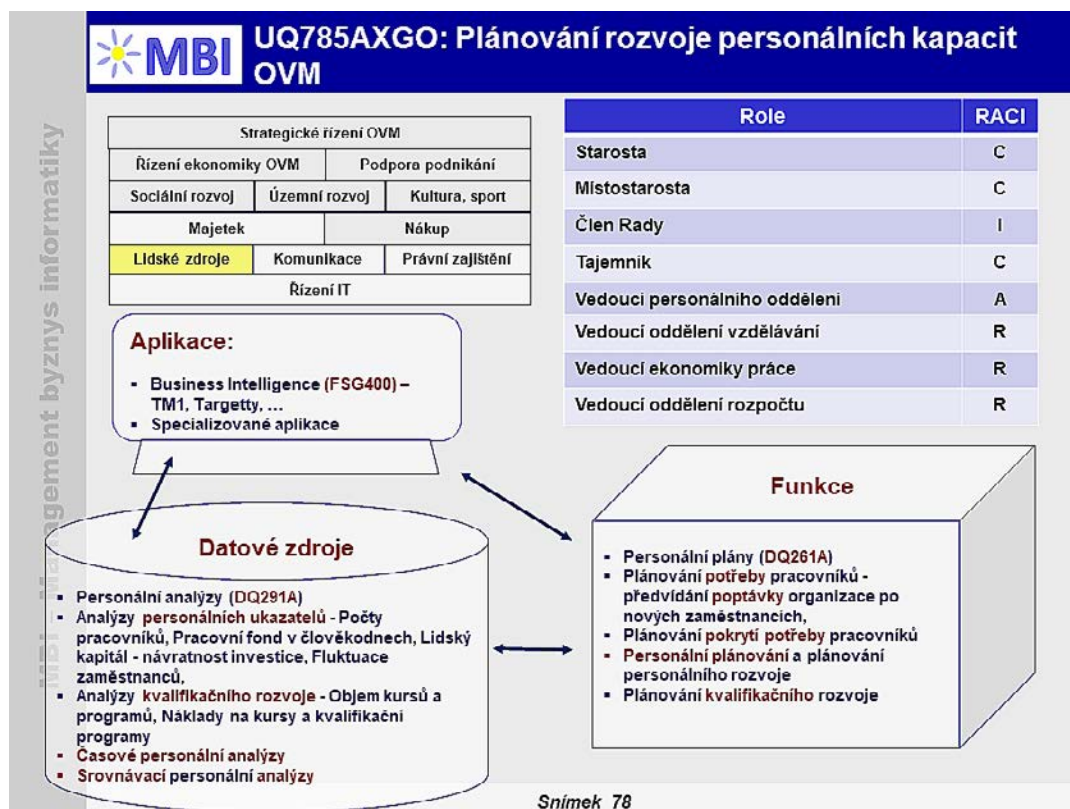 MBI
UQ785AXGO: Plánování rozvoje personálních kapacit
OVM
MBI – Management byznys informatiky
Strategické řízení OVM
Řízení ekonomiky OVM
Podpora podnikání
Sociální rozvoj
Územní rozvoj
Kultura, sport
Majetek
Nákup
Lidské zdroje
Komunikace
Právní zajištění
Řízení IT
Role RACI
Starosta C
Místostarosta C
Člen Rady I
Tajemník C
Vedoucí personálního oddělení A
Vedoucí oddělení vzdělávání R
Vedoucí ekonomiky práce R
Vedoucí oddělení rozpočtu R
Aplikace:
▪ Business Intelligence (FSG400) –
TM1, Targetty, …
▪ Specializované aplikace
Datové zdroje
▪ Personální analýzy (DQ291A)
▪ Analýzy personálních ukazatelů - Počty
pracovníků, Pracovní fond v člověkodnech, Lidský
kapitál - návratnost investice, Fluktuace
zaměstnanců,
▪ Analýzy kvalifikačního rozvoje - Objem kursů a
programů, Náklady na kursy a kvalifikační
programy
▪ Časové personální analýzy
▪ Srovnávací personální analýzy
Funkce
▪ Personální plány (DQ261A)
▪ Plánování potřeby pracovníků -
předvídání poptávky organizace po
nových zaměstnancích,
▪ Plánování pokrytí potřeby pracovníků
▪ Personální plánování a plánování
personálního rozvoje
▪ Plánování kvalifikačního rozvoje
Snímek 78